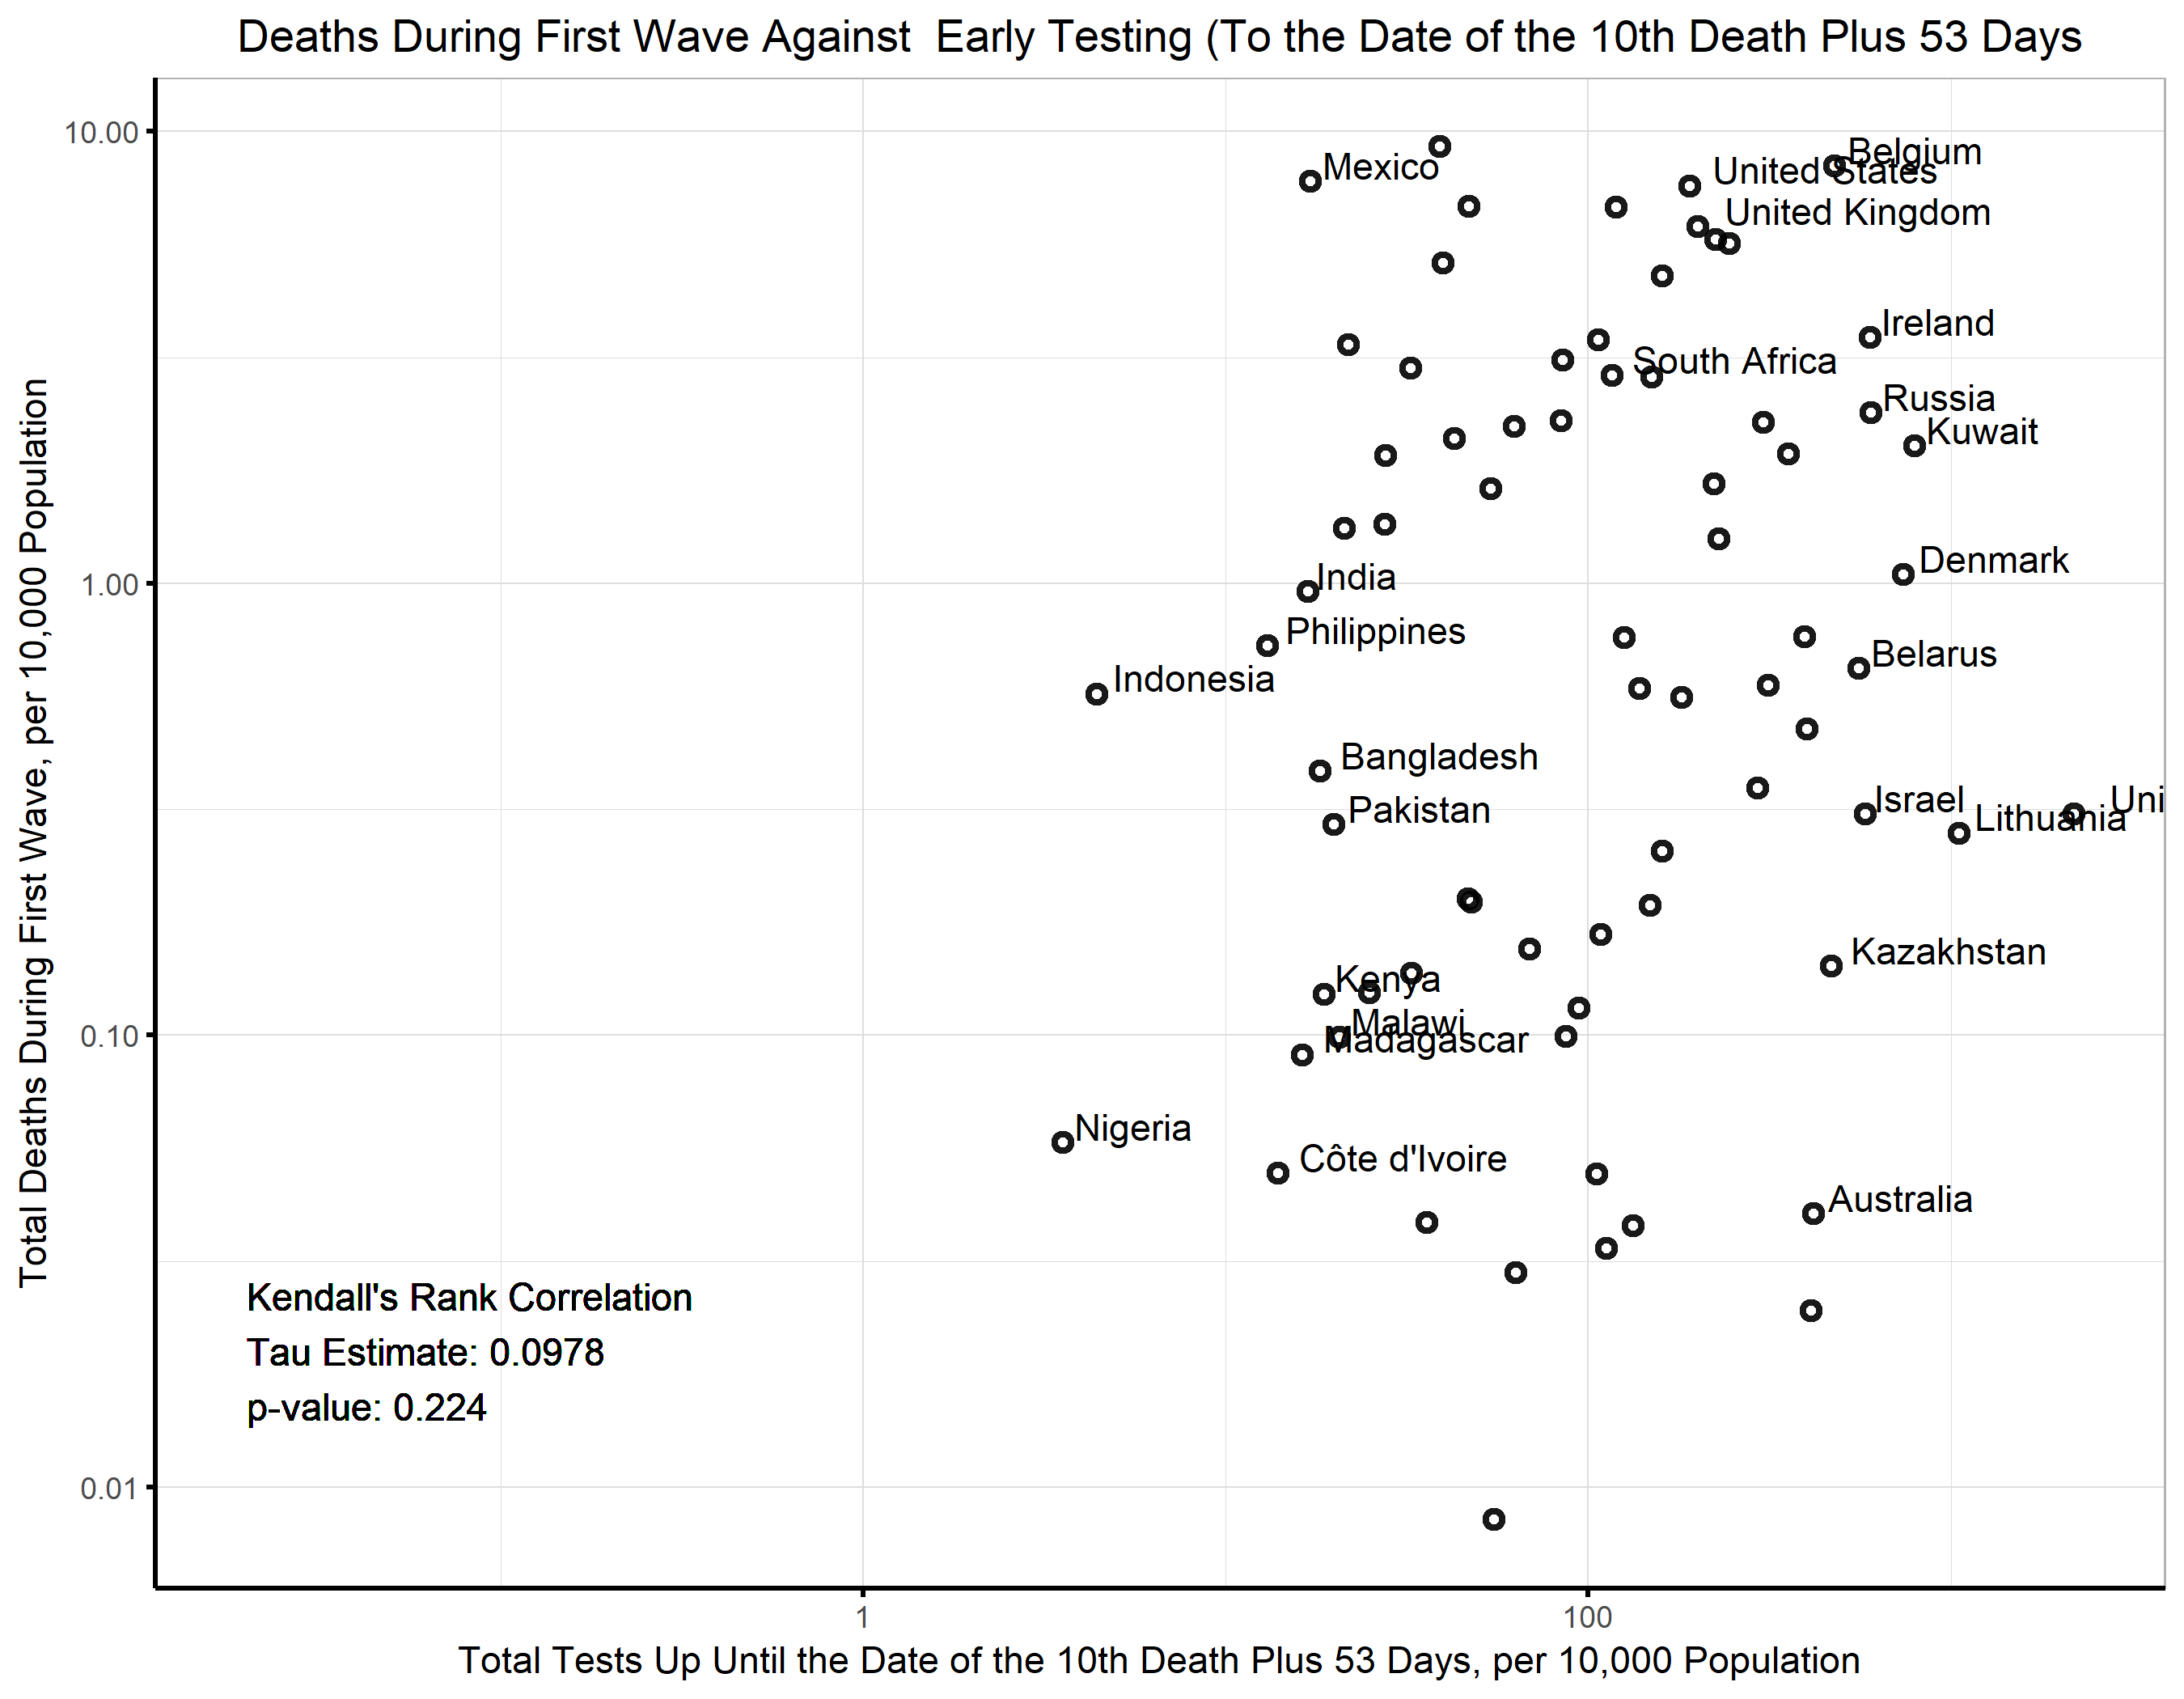 Deaths During First Wave Against  Early Testing (To the Date of the 10th Death Plus 53 Days
Total Deaths During First Wave, per 10,000 Population
10.00
1.00
0.10
0.01
Belgium
Mexico
United States
United Kingdom
Ireland
South Africa
Russia
Kuwait
Denmark
India
Philippines
Belarus
Indonesia
Bangladesh
Israel
Uni
Pakistan
Lithuania
Kazakhstan
Kenya
Malawi
Madagascar
Nigeria
Côte d'Ivoire
Australia
Kendall's Rank Correlation
Tau Estimate: 0.0978
p-value: 0.224
1
100
Total Tests Up Until the Date of the 10th Death Plus 53 Days, per 10,000 Population